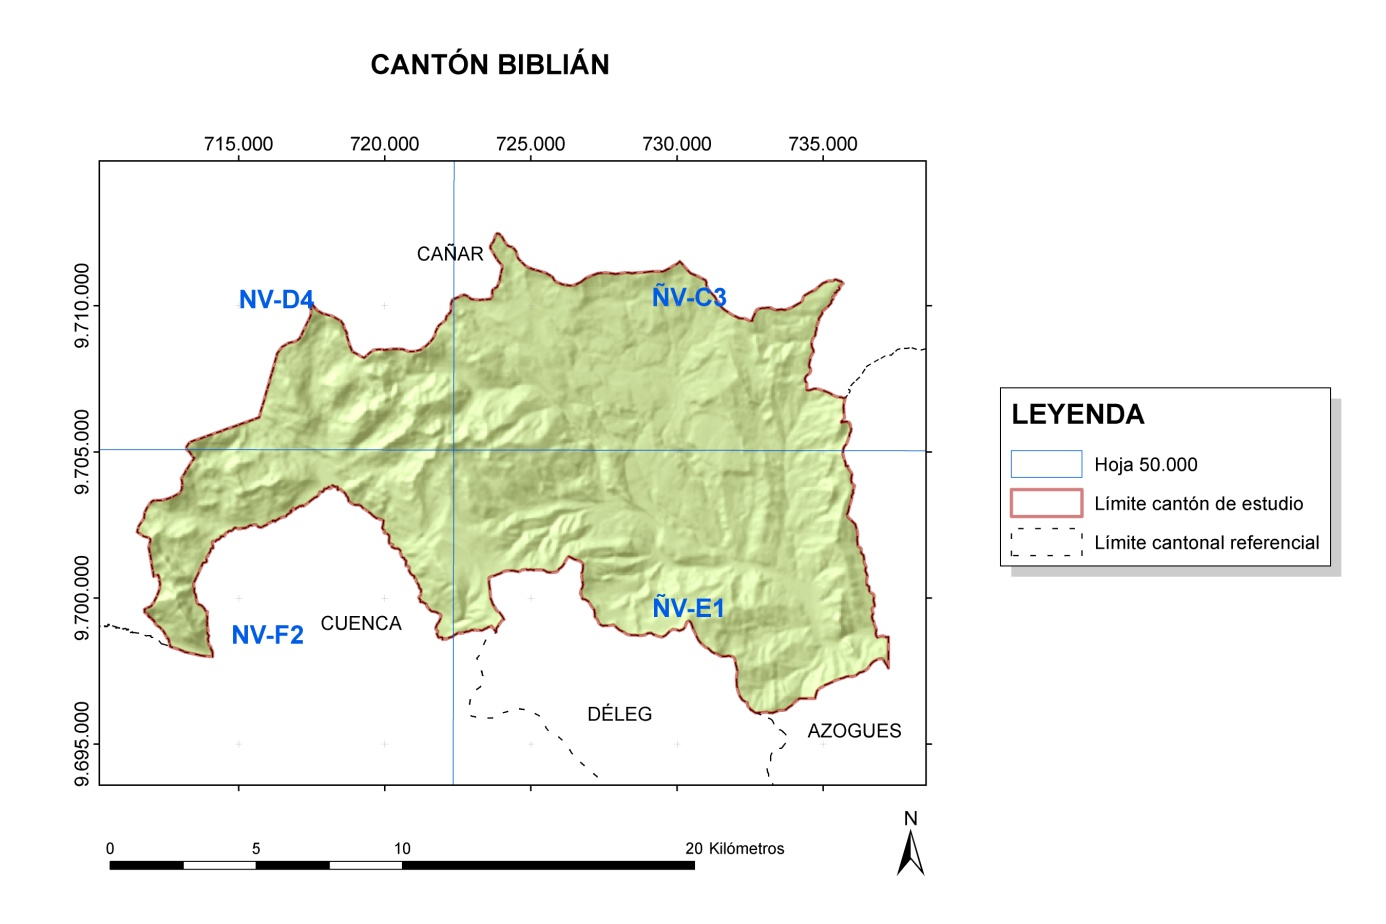 CANTÓN BIBLIÁN
715.000 720.000 725.000 730.000 735.000
9.710.000
9.705.000
9.700.000
9.695.000
CAÑAR
NV-D4
ÑV-C3
ÑV-E1
NV-F2
CUENCA
DÉLEG
AZOGUES
LEYENDA
Hoja 50.000
Límite cantón de estudio
Límite cantonal referencial
N
0 5 10 20 Kilómetros